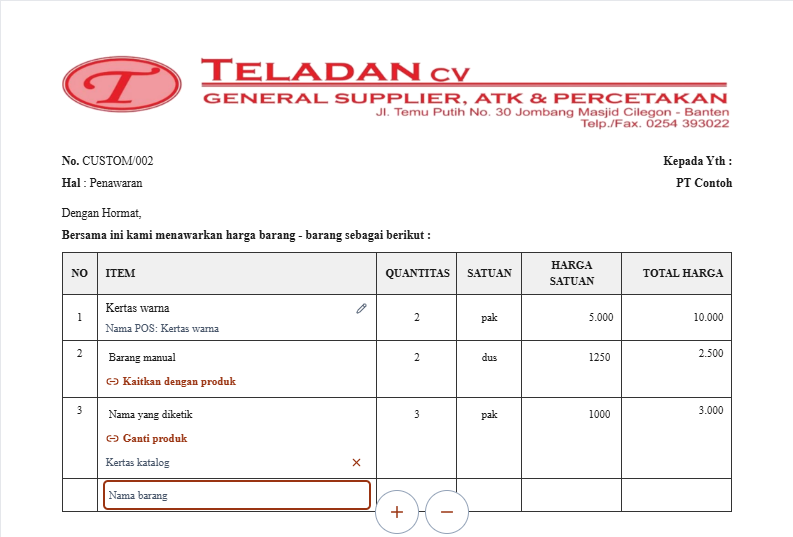 T
TELADAN CV
GENERAL SUPPLIER, ATK & PERCETAKAN
Jl. Temu Putih No. 30 Jombang Masjid Cilegon - Banten
Telp./Fax. 0254 393022
No. CUSTOM/002
Kepada Yth :
Hal : Penawaran
PT Contoh
Dengan Hormat,
Bersama ini kami menawarkan harga barang - barang sebagai berikut :
NO ITEM QUANTITAS SATUAN HARGA SATUAN TOTAL HARGA
1 Kertas warna 2 pak 5.000 10.000
Nama POS: Kertas warna
2 Barang manual 2 dus 1250 2.500
Kaitkan dengan produk
3 Nama yang diketik 3 pak 1000 3.000
Ganti produk
Kertas katalog
Nama barang